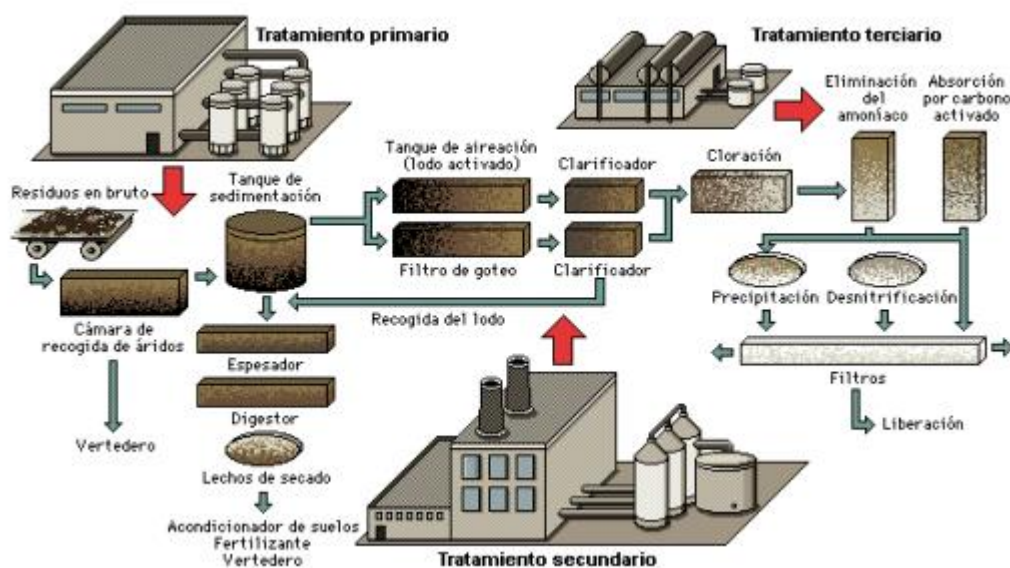 Tratamiento primario
Tratamiento terciario
Eliminación
del
amoníaco
Absorción
por carbono
activado
Residuos en bruto
Tanque de
sedimentación
Tanque de aireación
(lodo activado)
Clarificador
Cloración
Filtro de goteo
Clarificador
Cámara de
recogida de áridos
Recogida del lodo
Precipitación
Desnitrificación
Espesador
Filtros
Digestor
Vertedero
Liberación
Lechos de secado
Acondicionador de suelos
Fertilizante
Vertedero
Tratamiento secundario